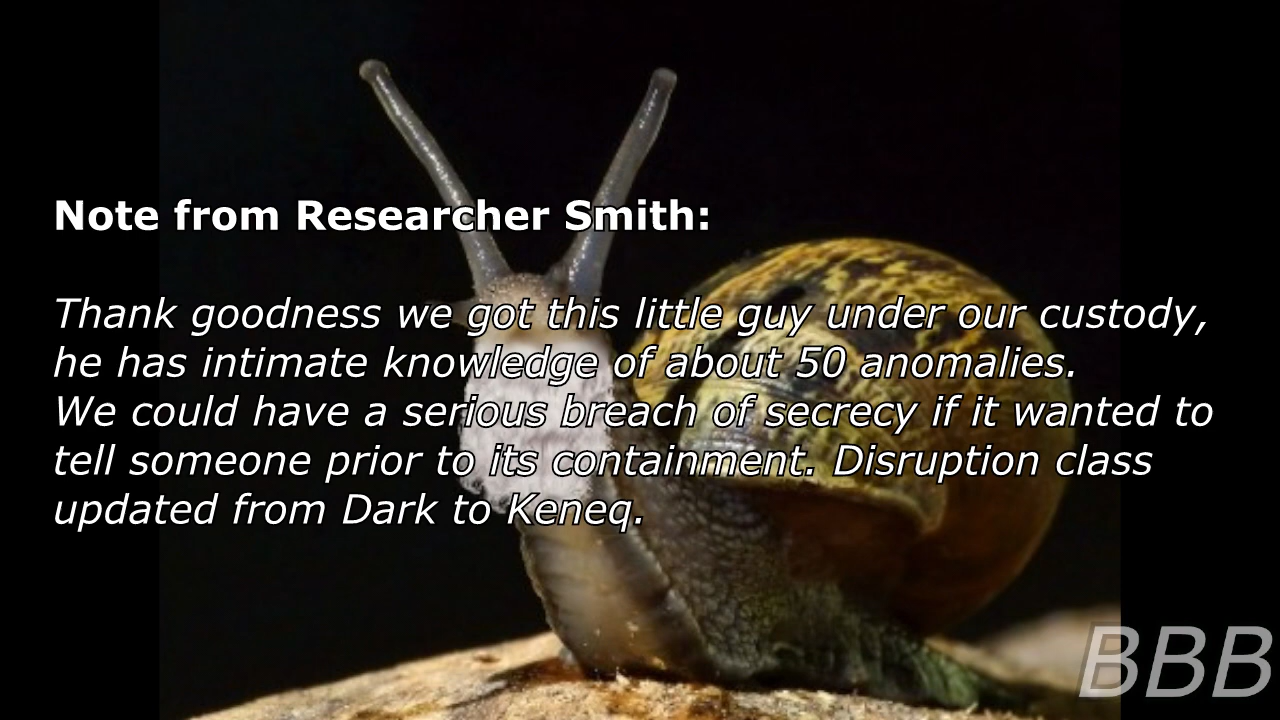 Note from Researcher Smith:
Thank goodness we got this little guy under our custody,
he has intimate knowledge of about 50 anomalies.
We could have a serious breach of secrecy if it wanted to
tell someone prior to its containment. Disruption class
updated from Dark to Keneq.
BBB